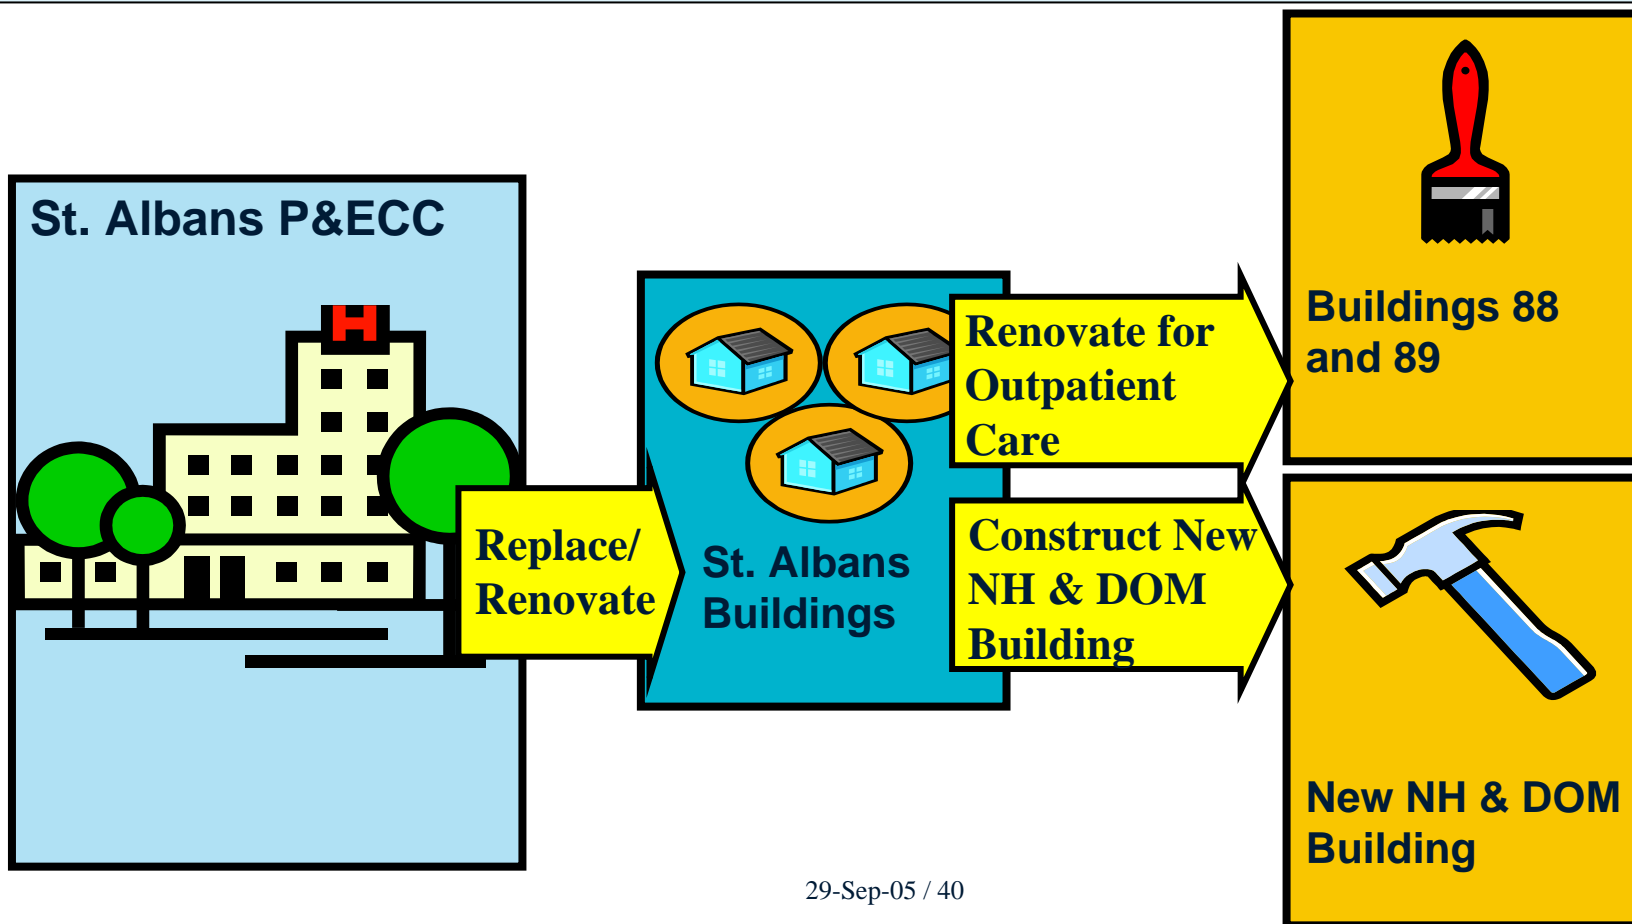 St. Albans P&ECC
H
Replace/
Renovate
St. Albans
Buildings
Renovate for
Outpatient
Care
Construct New
NH & DOM
Building
Buildings 88
and 89
New NH & DOM
Building
29-Sep-05 / 40